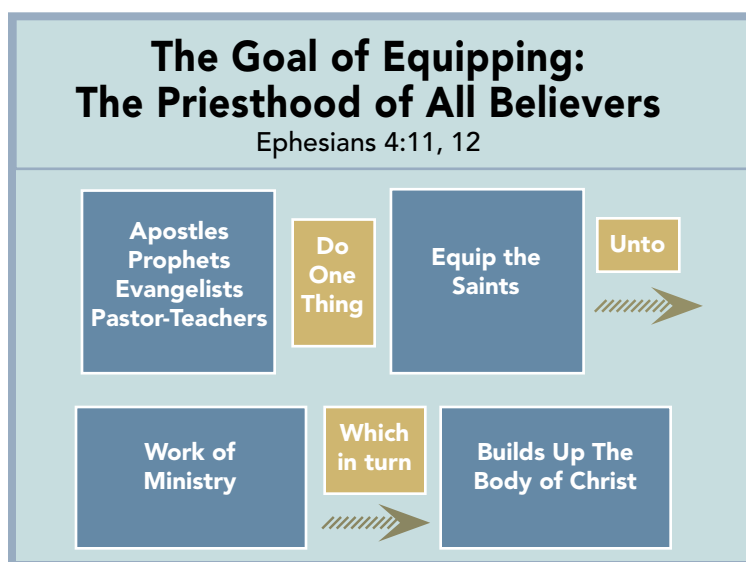 The Goal of Equipping:
The Priesthood of All Believers
Ephesians 4:11, 12
Apostles
Prophets
Evangelists
Pastor-Teachers
Do
One
Thing
Equip the
Saints
Unto
Work of
Ministry
Which
in turn
Builds Up The
Body of Christ